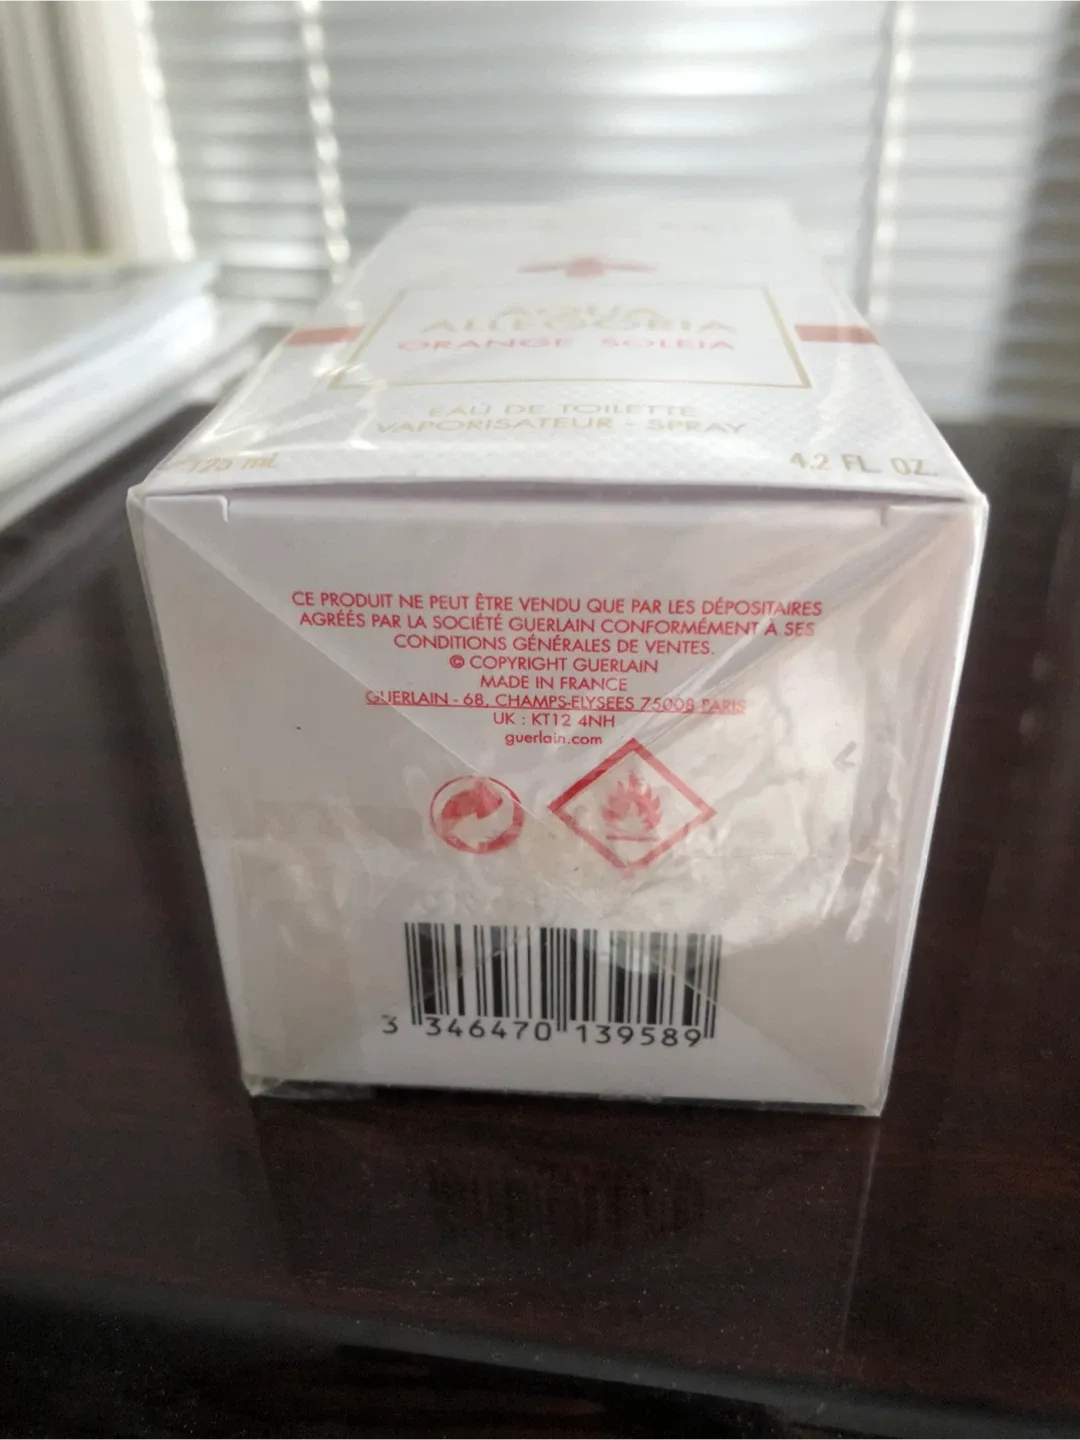 AQUA
ALLEGORIA
ORANGE SOLEIA
EAU DE TOILETTE
VAPORISATEUR - SPRAY
125 mL
4.2 FL. OZ.
CE PRODUIT NE PEUT ÊTRE VENDU QUE PAR LES DÉPOSITAIRES
AGRÉÉS PAR LA SOCIÉTÉ GUERLAIN CONFORMÉMENT À SES
CONDITIONS GÉNÉRALES DE VENTES.
© COPYRIGHT GUERLAIN
MADE IN FRANCE
GUERLAIN - 68, CHAMPS-ELYSEES 75008 PARIS
UK : KT12 4NH
guerlain.com
3 346470 139589